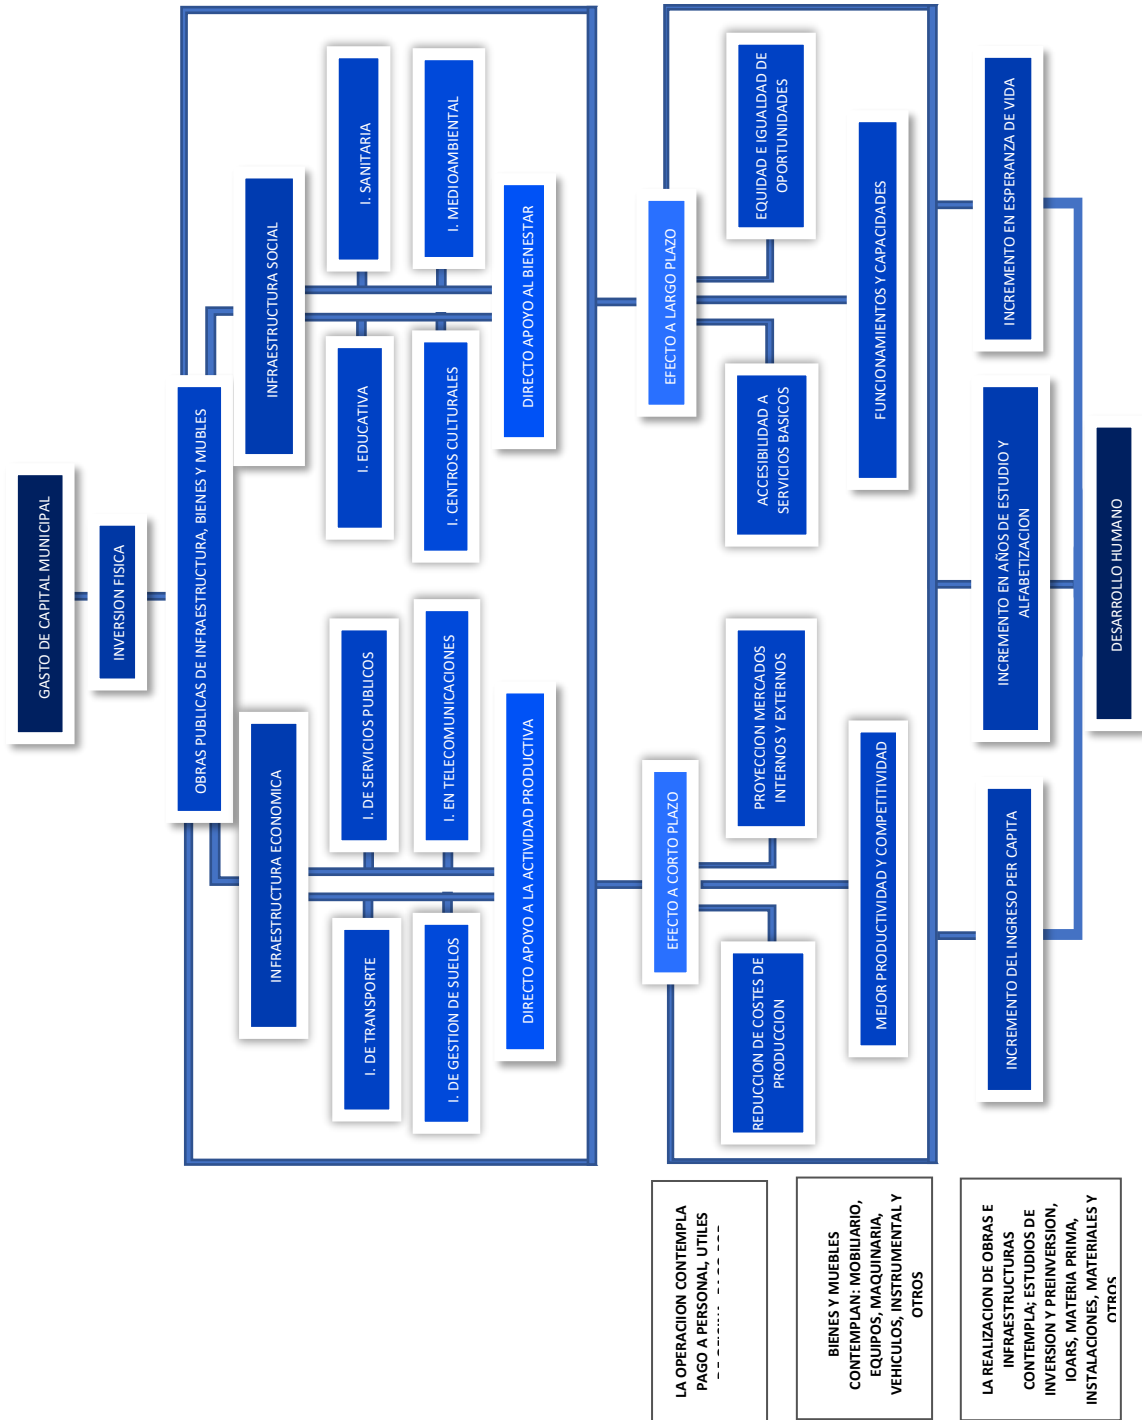 GASTO DE CAPITAL MUNICIPAL
INVERSION FISICA
OBRAS PUBLICAS DE INFRAESTRUCTURA, BIENES Y MUBLES
INFRAESTRUCTURA ECONOMICA
INFRAESTRUCTURA SOCIAL
I. DE TRANSPORTE
I. DE SERVICIOS PUBLICOS
I. EDUCATIVA
I. SANITARIA
I. DE GESTION DE SUELOS
I. EN TELECOMUNICACIONES
I. CENTROS CULTURALES
I. MEDIOAMBIENTAL
DIRECTO APOYO A LA ACTIVIDAD PRODUCTIVA
DIRECTO APOYO AL BIENESTAR
EFECTO A CORTO PLAZO
EFECTO A LARGO PLAZO
REDUCCION DE COSTES DE
PRODUCCION
PROYECCION MERCADOS
INTERNOS Y EXTERNOS
ACCESIBILIDAD A
SERVICIOS BASICOS
EQUIDAD E IGUALDAD DE
OPORTUNIDADES
MEJOR PRODUCTIVIDAD Y COMPETITIVIDAD
FUNCIONAMIENTOS Y CAPACIDADES
INCREMENTO DEL INGRESO PER CAPITA
INCREMENTO EN AÑOS DE ESTUDIO Y
ALFABETIZACION
INCREMENTO EN ESPERANZA DE VIDA
DESARROLLO HUMANO
LA OPERACIION CONTEMPLA
PAGO A PERSONAL, UTILES
BIENES Y MUEBLES
CONTEMPLAN: MOBILIARIO,
EQUIPOS, MAQUINARIA,
VEHICULOS, INSTRUMENTAL Y
OTROS
LA REALIZACION DE OBRAS E
INFRAESTRUCTURAS
CONTEMPLA; ESTUDIOS DE
INVERSION Y PREINVERSION,
IOARS, MATERIA PRIMA,
INSTALACIONES, MATERIALES Y
OTROS